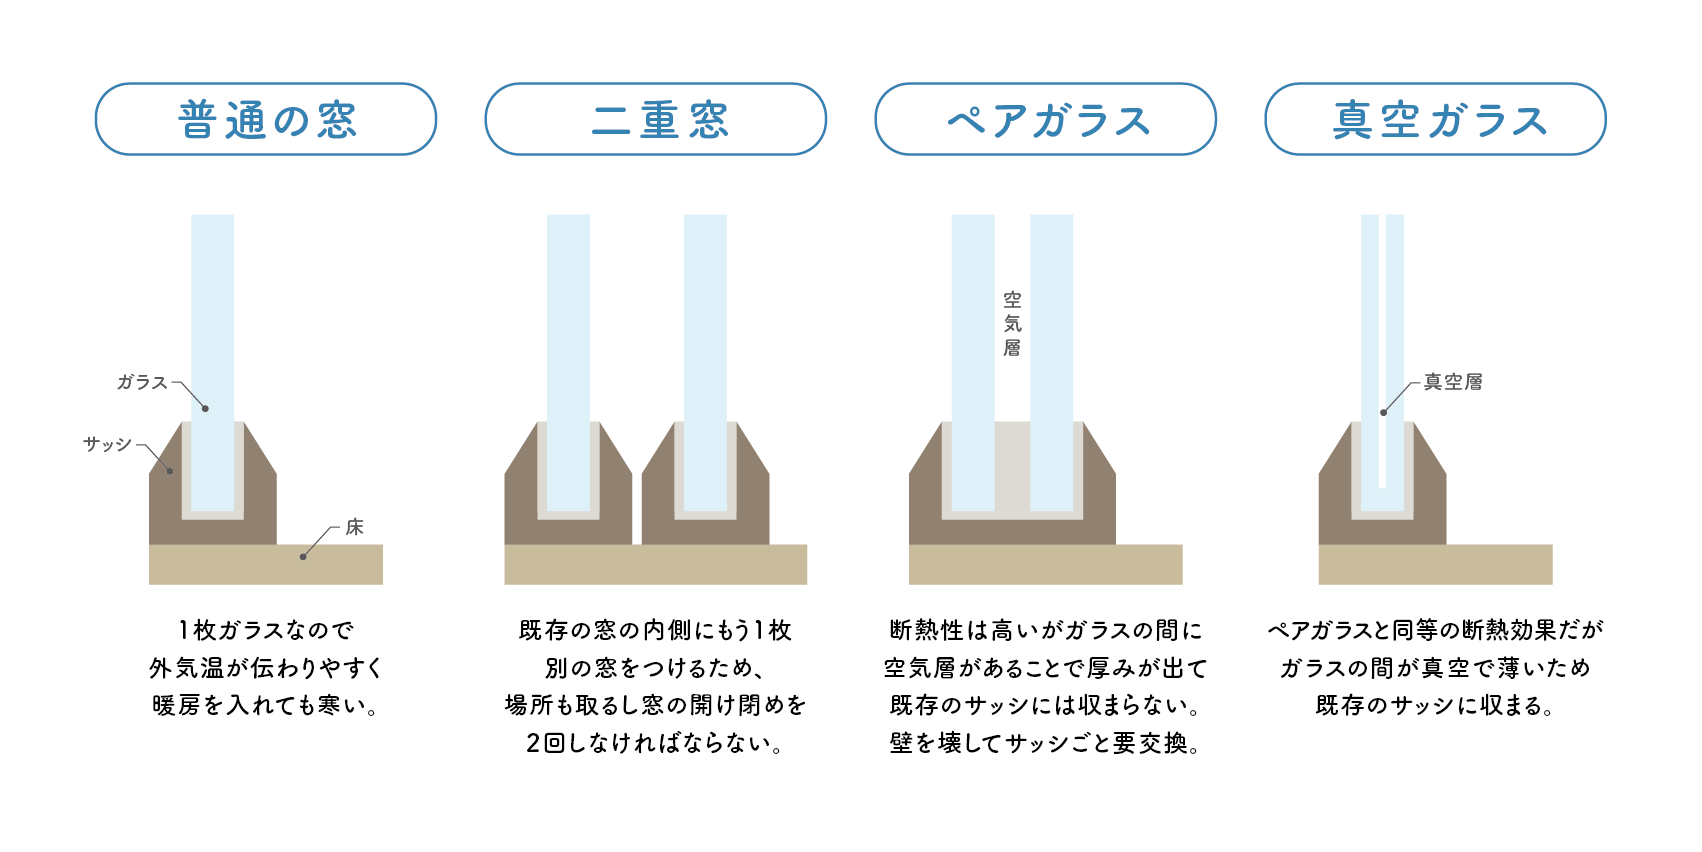 普通の窓
ガラス
サッシ
床
1枚ガラスなので
外気温が伝わりやすく
暖房を入れても寒い。
二重窓
既存の窓の内側にもう1枚
別の窓をつけるため、
場所も取るし窓の開け閉めを
2回しなければならない。
ペアガラス
空気層
断熱性は高いがガラスの間に
空気層があることで厚みが出て
既存のサッシには収まらない。
壁を壊してサッシごと要交換。
真空ガラス
真空層
ペアガラスと同等の断熱効果だが
ガラスの間が真空で薄いため
既存のサッシに収まる。